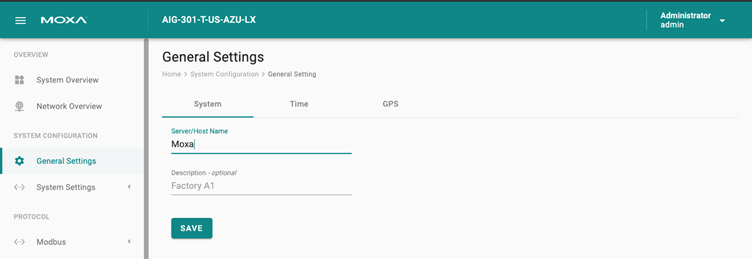 MOXA
AIG-301-T-US-AZU-LX
Administrator
admin
OVERVIEW
System Overview
Network Overview
SYSTEM CONFIGURATION
General Settings
System Settings
PROTOCOL
Modbus
General Settings
Home > System Configuration > General Setting
System
Time
GPS
Server/Host Name
Moxa
Description - optional
Factory A1
SAVE